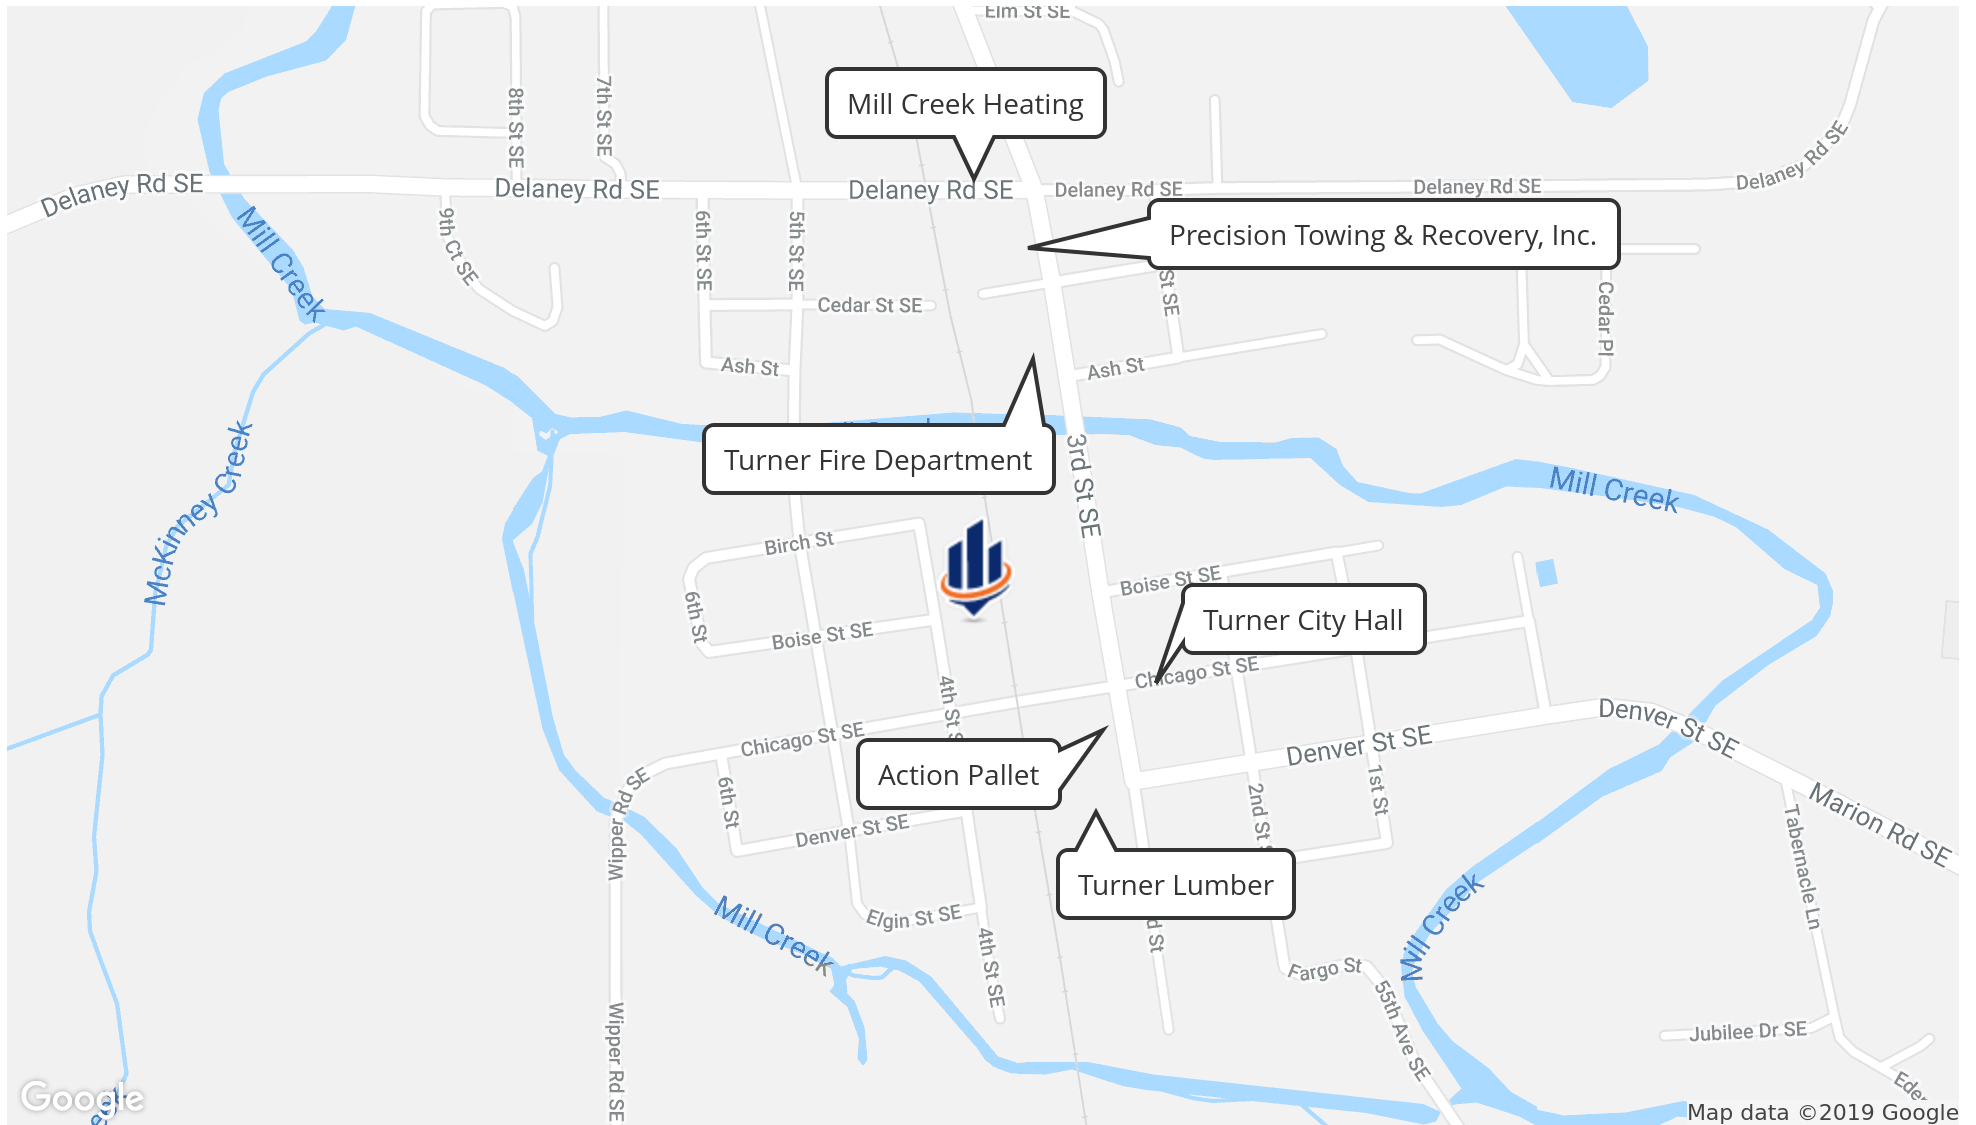 Elm St SE
Mill Creek Heating
8th St SE
7th St SE
Delaney Rd SE
Delaney Rd SE
Delaney Rd SE
Delaney Rd SE
Delaney Rd SE
Delaney Rd SE
Mill Creek
9th Ct SE
6th St SE
5th St SE
Precision Towing & Recovery, Inc.
St SE
Cedar St SE
Cedar Pl
Ash St
Ash St
McKinney Creek
Turner Fire Department
3rd St SE
Mill Creek
Birch St
Boise St SE
6th St
Boise St SE
Turner City Hall
Chicago St SE
4th St S
Chicago St SE
Denver St SE
Denver St SE
Action Pallet
Widder Rd SE
6th St
Denver St SE
1st St
2nd St
Marion Rd SE
Tabernacle Ln
Turner Lumber
Mill Creek
Elgin St SE
4th St SE
d St
Mill Creek
Fargo St
55th Ave SE
Wipper Rd SE
Jubilee Dr SE
Google
Map data ©2019 Google